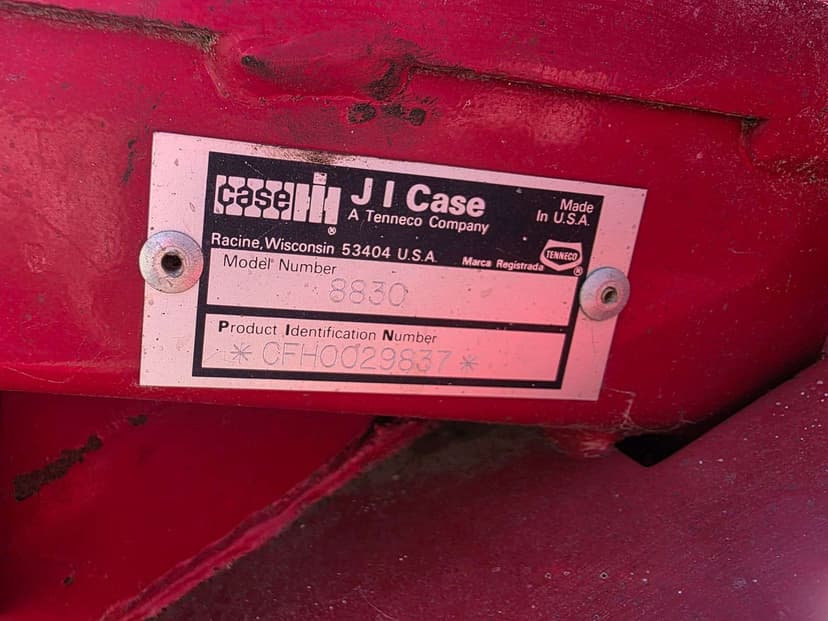 case IH ®
J I Case
A Tenneco Company
Made
In U.S.A.
Racine, Wisconsin 53404 U.S.A.
Marca Registrada
TENNECO ®
Model Number
8830
Product Identification Number
* CFH0029837 *